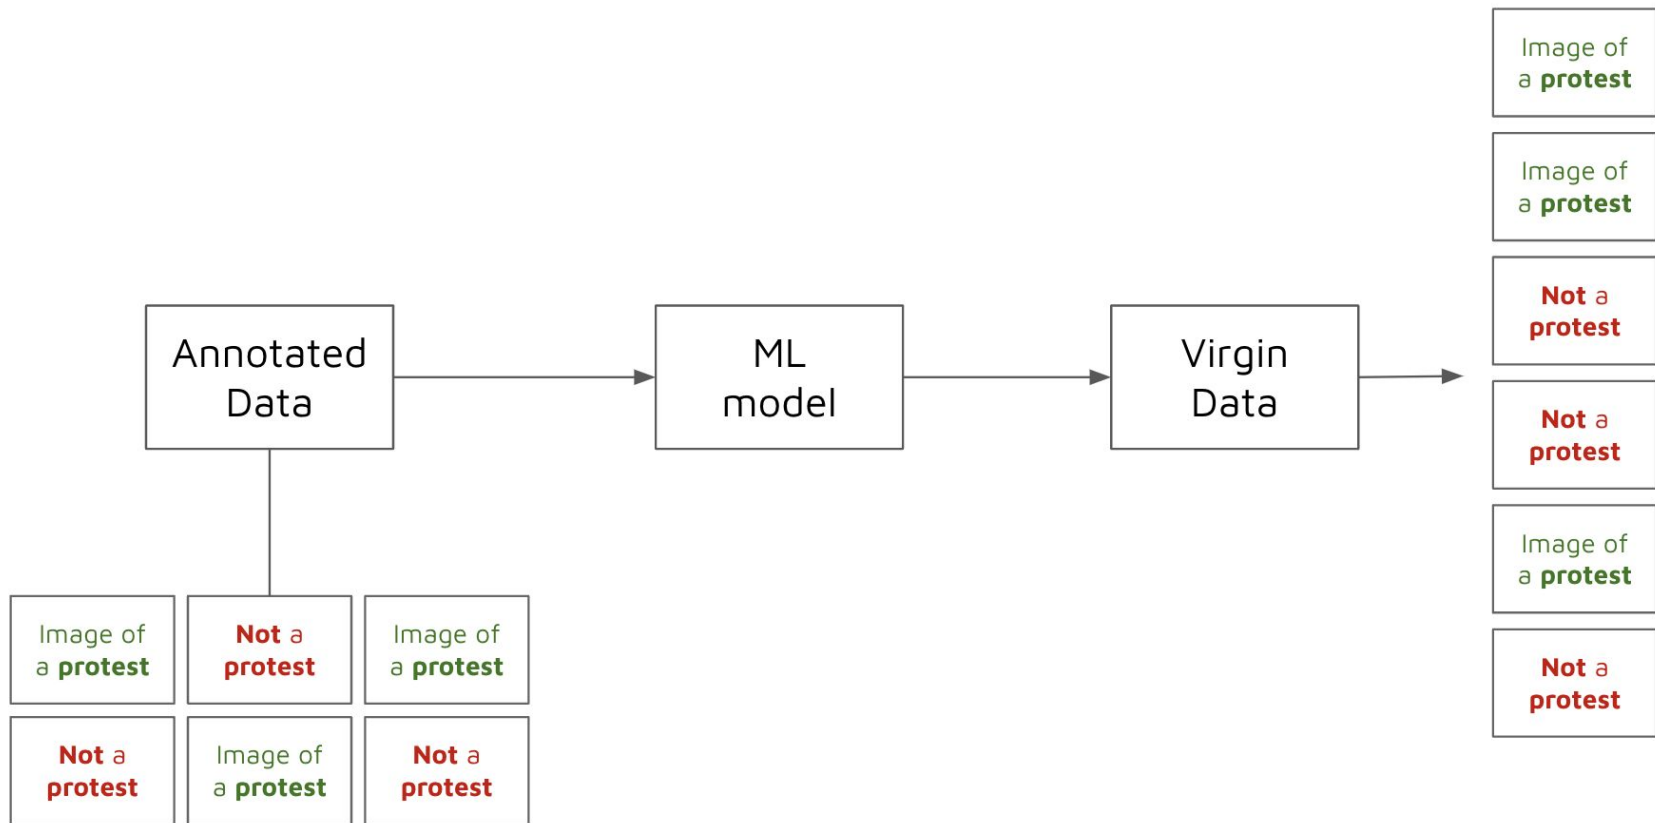 Image of
a protest
Image of
a protest
Not a
protest
Not a
protest
Image of
a protest
Not a
protest
Annotated
Data
ML
model
Virgin
Data
Image of
a protest
Not a
protest
Image of
a protest
Not a
protest
Image of
a protest
Not a
protest